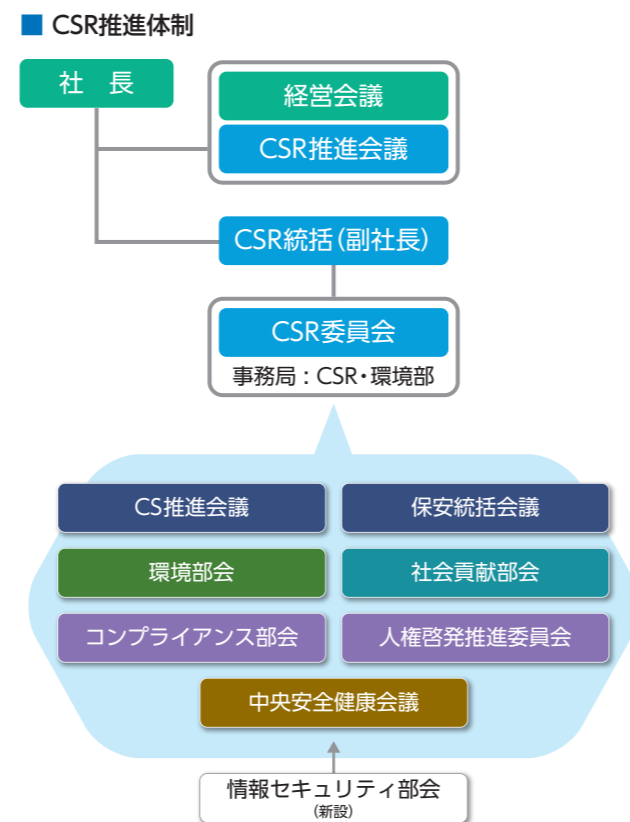 ■ CSR推進体制
社 長
経営会議
CSR推進会議
CSR統括(副社長)
CSR委員会
事務局:CSR・環境部
CS推進会議
保安統括会議
環境部会
社会貢献部会
コンプライアンス部会
人権啓発推進委員会
中央安全健康会議
情報セキュリティ部会
(新設)